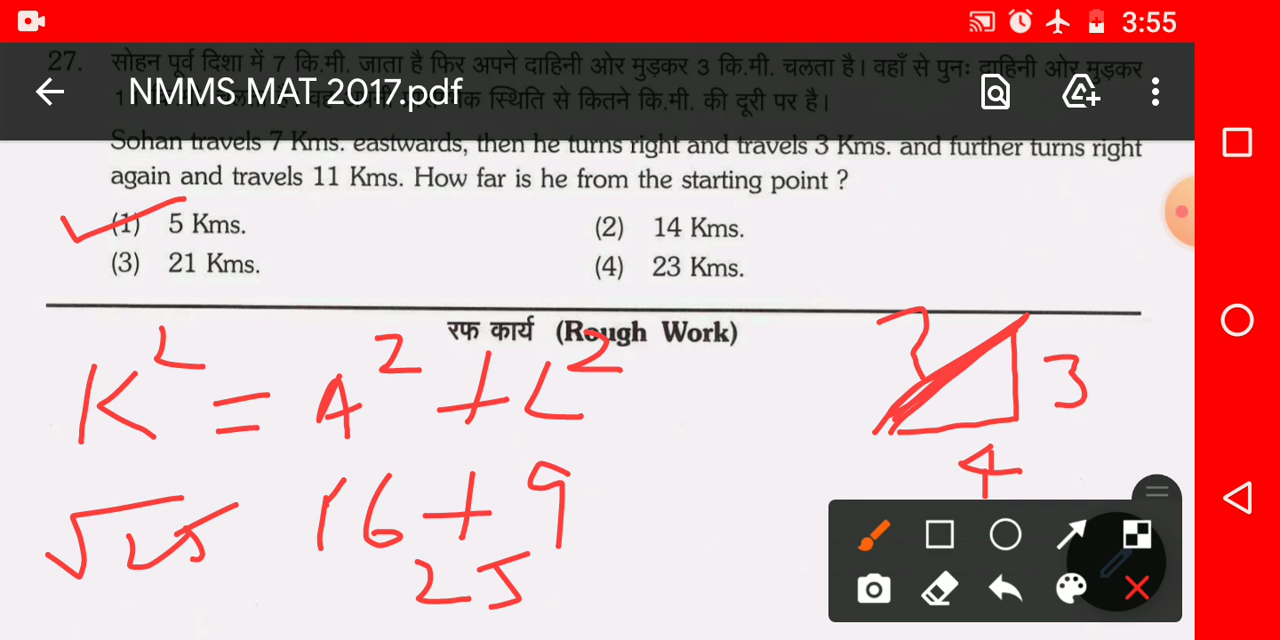 3:55
27. सोहन पूर्व दिशा में 7 कि.मी. जाता है फिर अपने दाहिनी ओर मुड़कर 3 कि.मी. चलता है। वहाँ से पुनः दाहिनी ओर मुड़कर
NMMS MAT 2017.pdf
स्थिति से कितने कि.मी. की दूरी पर है।
Sohan travels 7 Kms. eastwards, then he turns right and travels 3 Kms. and further turns right
again and travels 11 Kms. How far is he from the starting point ?
(1) 5 Kms.
(2) 14 Kms.
(3) 21 Kms.
(4) 23 Kms.
रफ कार्य (Rough Work)
K² = A² + L²
?
3
4
√25 16 + 9
25